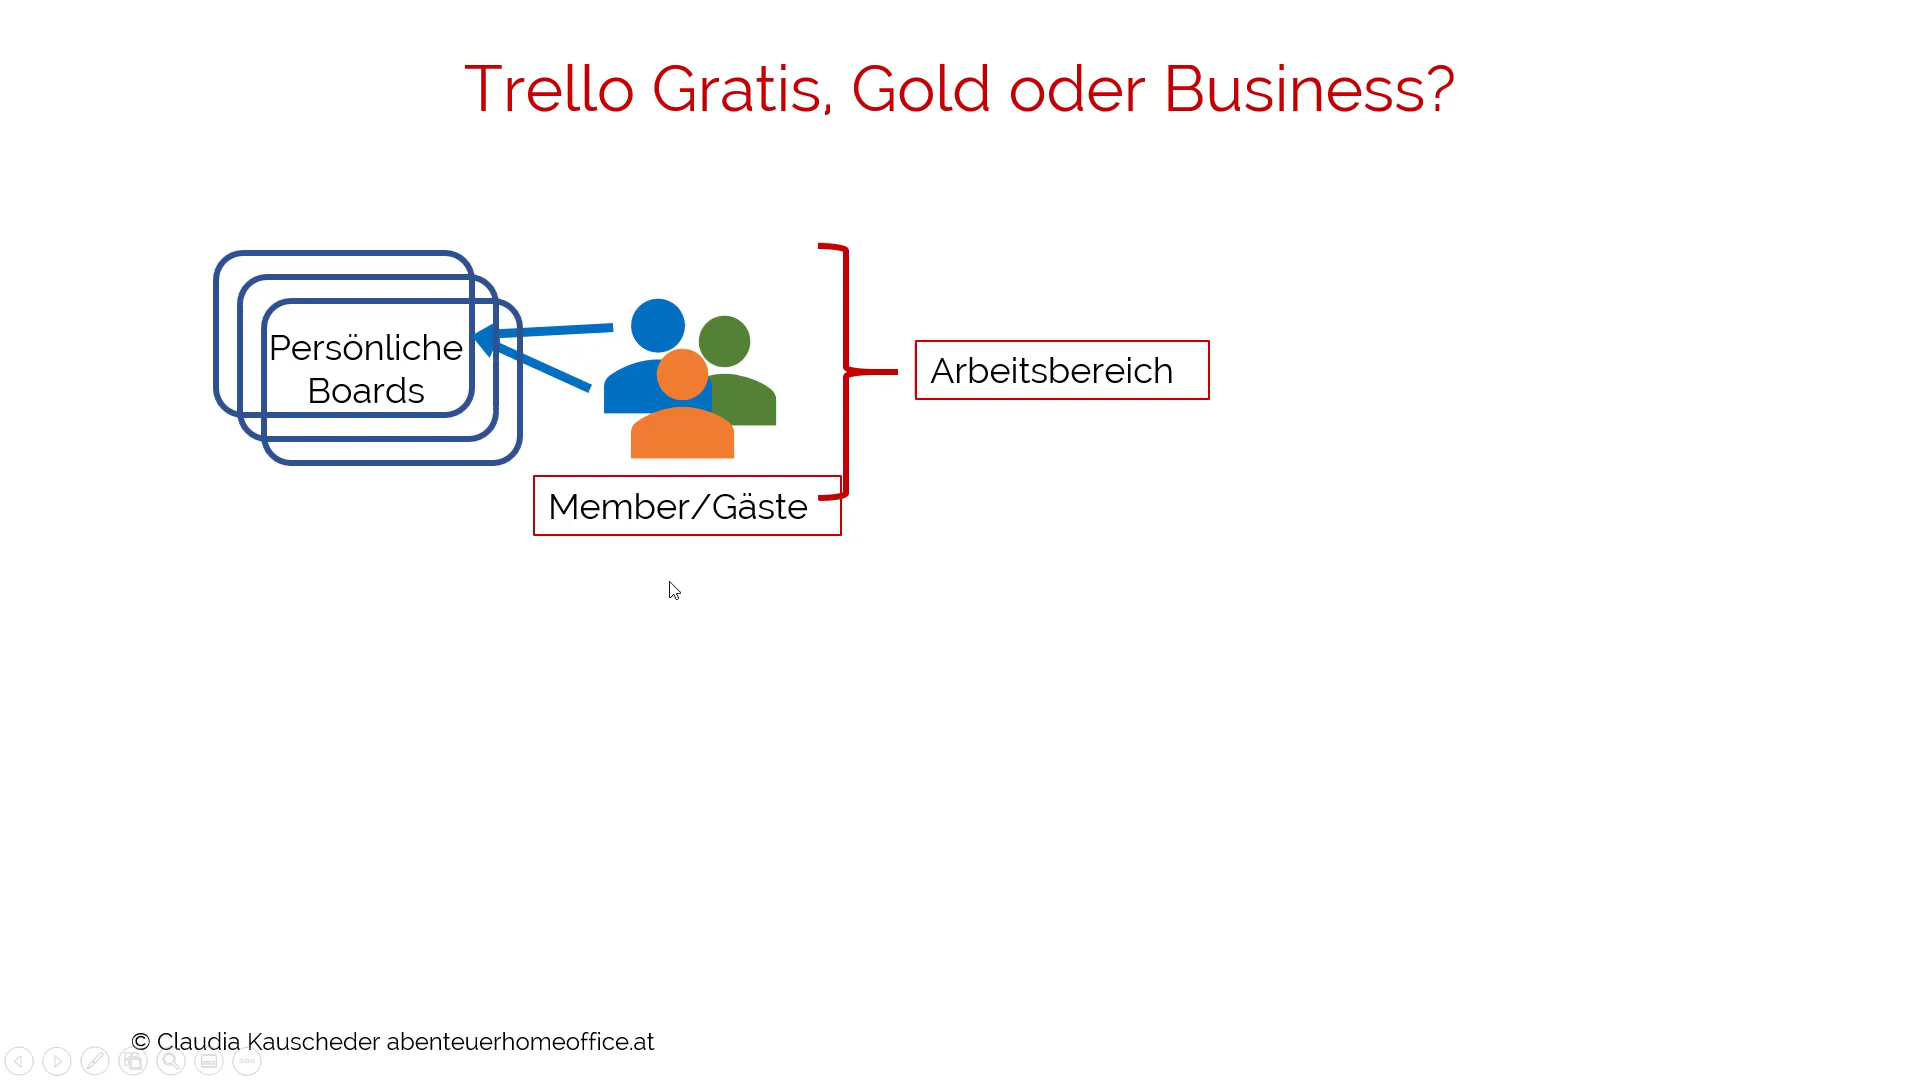 Trello Gratis, Gold oder Business?
Persönliche
Boards
Arbeitsbereich
Member/Gäste
© Claudia Kauscheder abenteuerhomeoffice.at